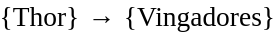 {Thor} → {Vingadores}